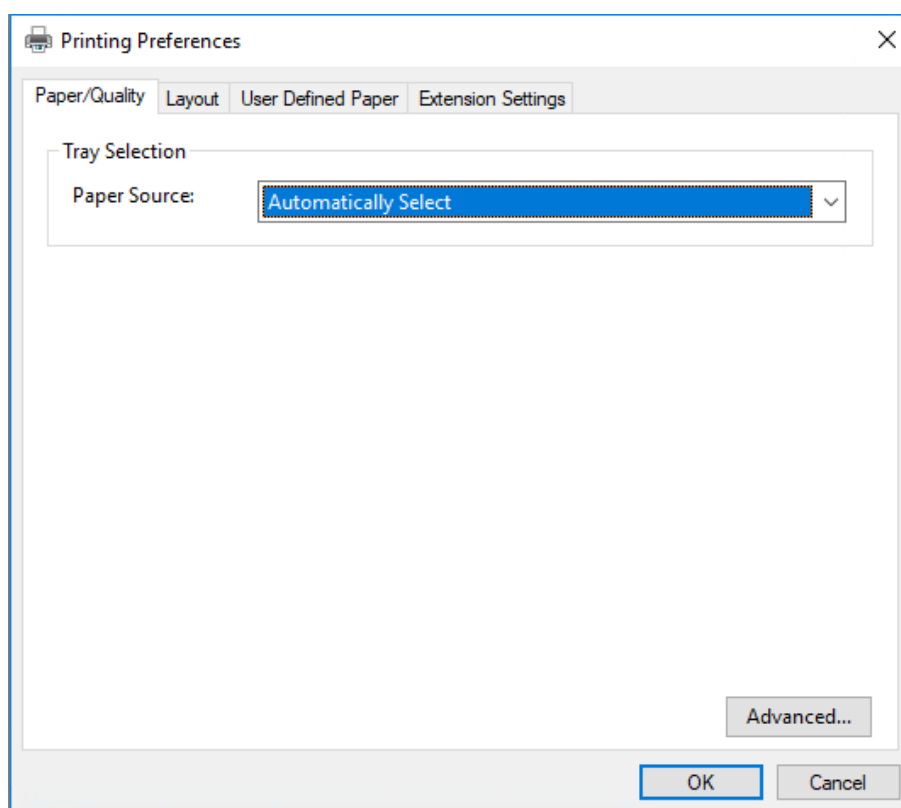 Printing Preferences
Paper/Quality Layout User Defined Paper Extension Settings
Tray Selection
Paper Source: Automatically Select
Advanced...
OK Cancel